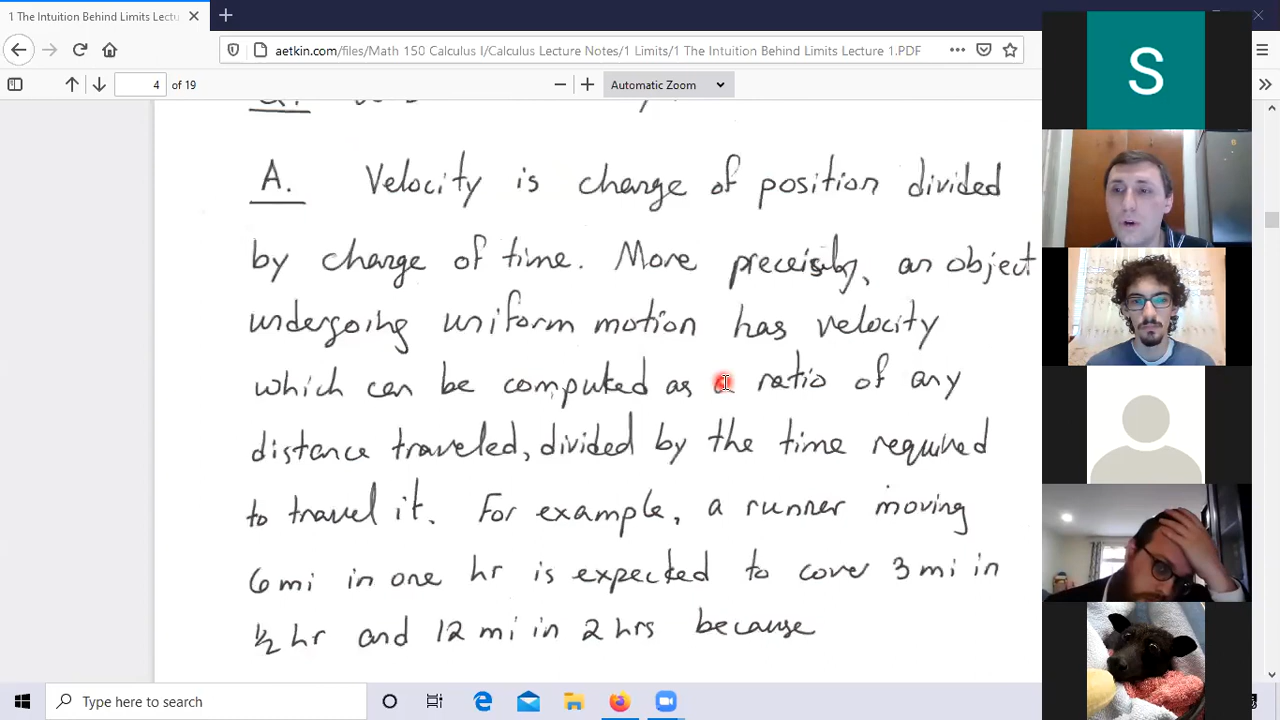 1 The Intuition Behind Limits Lectu
aetkin.com/files/Math 150 Calculus I/Calculus Lecture Notes/1 Limits/1 The Intuition Behind Limits Lecture 1.PDF
4 of 19
Automatic Zoom
A. Velocity is change of position divided
by change of time. More precisely, an object
undergoing uniform motion has velocity
which can be computed as a ratio of any
distance traveled, divided by the time required
to travel it. For example, a runner moving
6 mi in one hr is expected to cover 3 mi in
½ hr and 12 mi in 2 hrs because
S
Type here to search